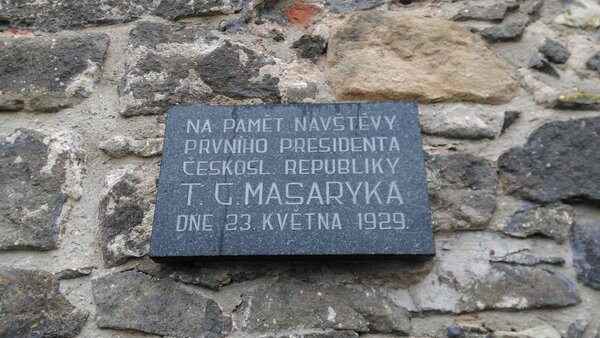 NA PAMĚT NÁVŠTĚVY
PRVNÍHO PRESIDENTA
ČESKOSL. REPUBLIKY
T. G. MASARYKA
DNE 23. KVĚTNA 1929.